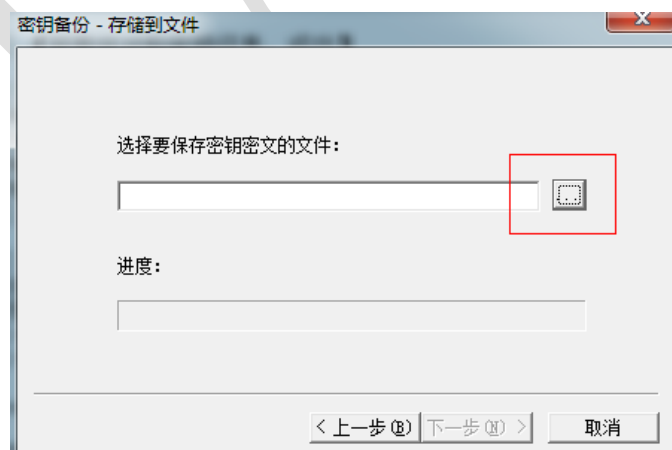 密钥备份 - 存储到文件
选择要保存密钥密文的文件：
...
进度：
< 上一步(B) 下一步(N) > 取消